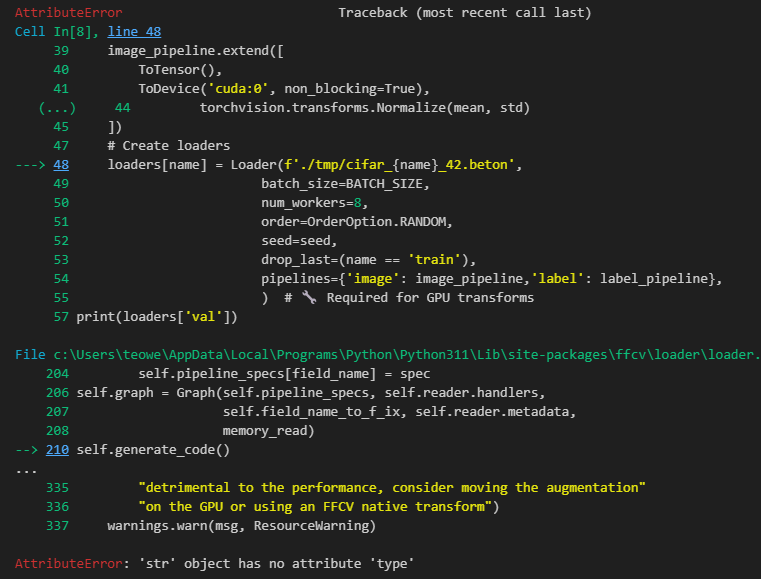 AttributeError                            Traceback (most recent call last)
Cell In[8], line 48
     39     image_pipeline.extend([
     40         ToTensor(),
     41         ToDevice('cuda:0', non_blocking=True),
   (...)     44         torchvision.transforms.Normalize(mean, std)
     45     ])
     47     # Create loaders
---> 48     loaders[name] = Loader(f'./tmp/cifar_{name}_42.beton',
     49                        batch_size=BATCH_SIZE,
     50                        num_workers=8,
     51                        order=OrderOption.RANDOM,
     52                        seed=seed,
     53                        drop_last=(name == 'train'),
     54                        pipelines={'image': image_pipeline,'label': label_pipeline},
     55                        )  # 🔧 Required for GPU transforms
     57 print(loaders['val'])
File c:\Users\teowe\AppData\Local\Programs\Python\Python311\Lib\site-packages\ffcv\loader\loader.
    204         self.pipeline_specs[field_name] = spec
    206 self.graph = Graph(self.pipeline_specs, self.reader.handlers,
    207                   self.field_name_to_f_ix, self.reader.metadata,
    208                   memory_read)
--> 210 self.generate_code()
...
    335         "detrimental to the performance, consider moving the augmentation"
    336         "on the GPU or using an FFCV native transform")
    337     warnings.warn(msg, ResourceWarning)
AttributeError: 'str' object has no attribute 'type'